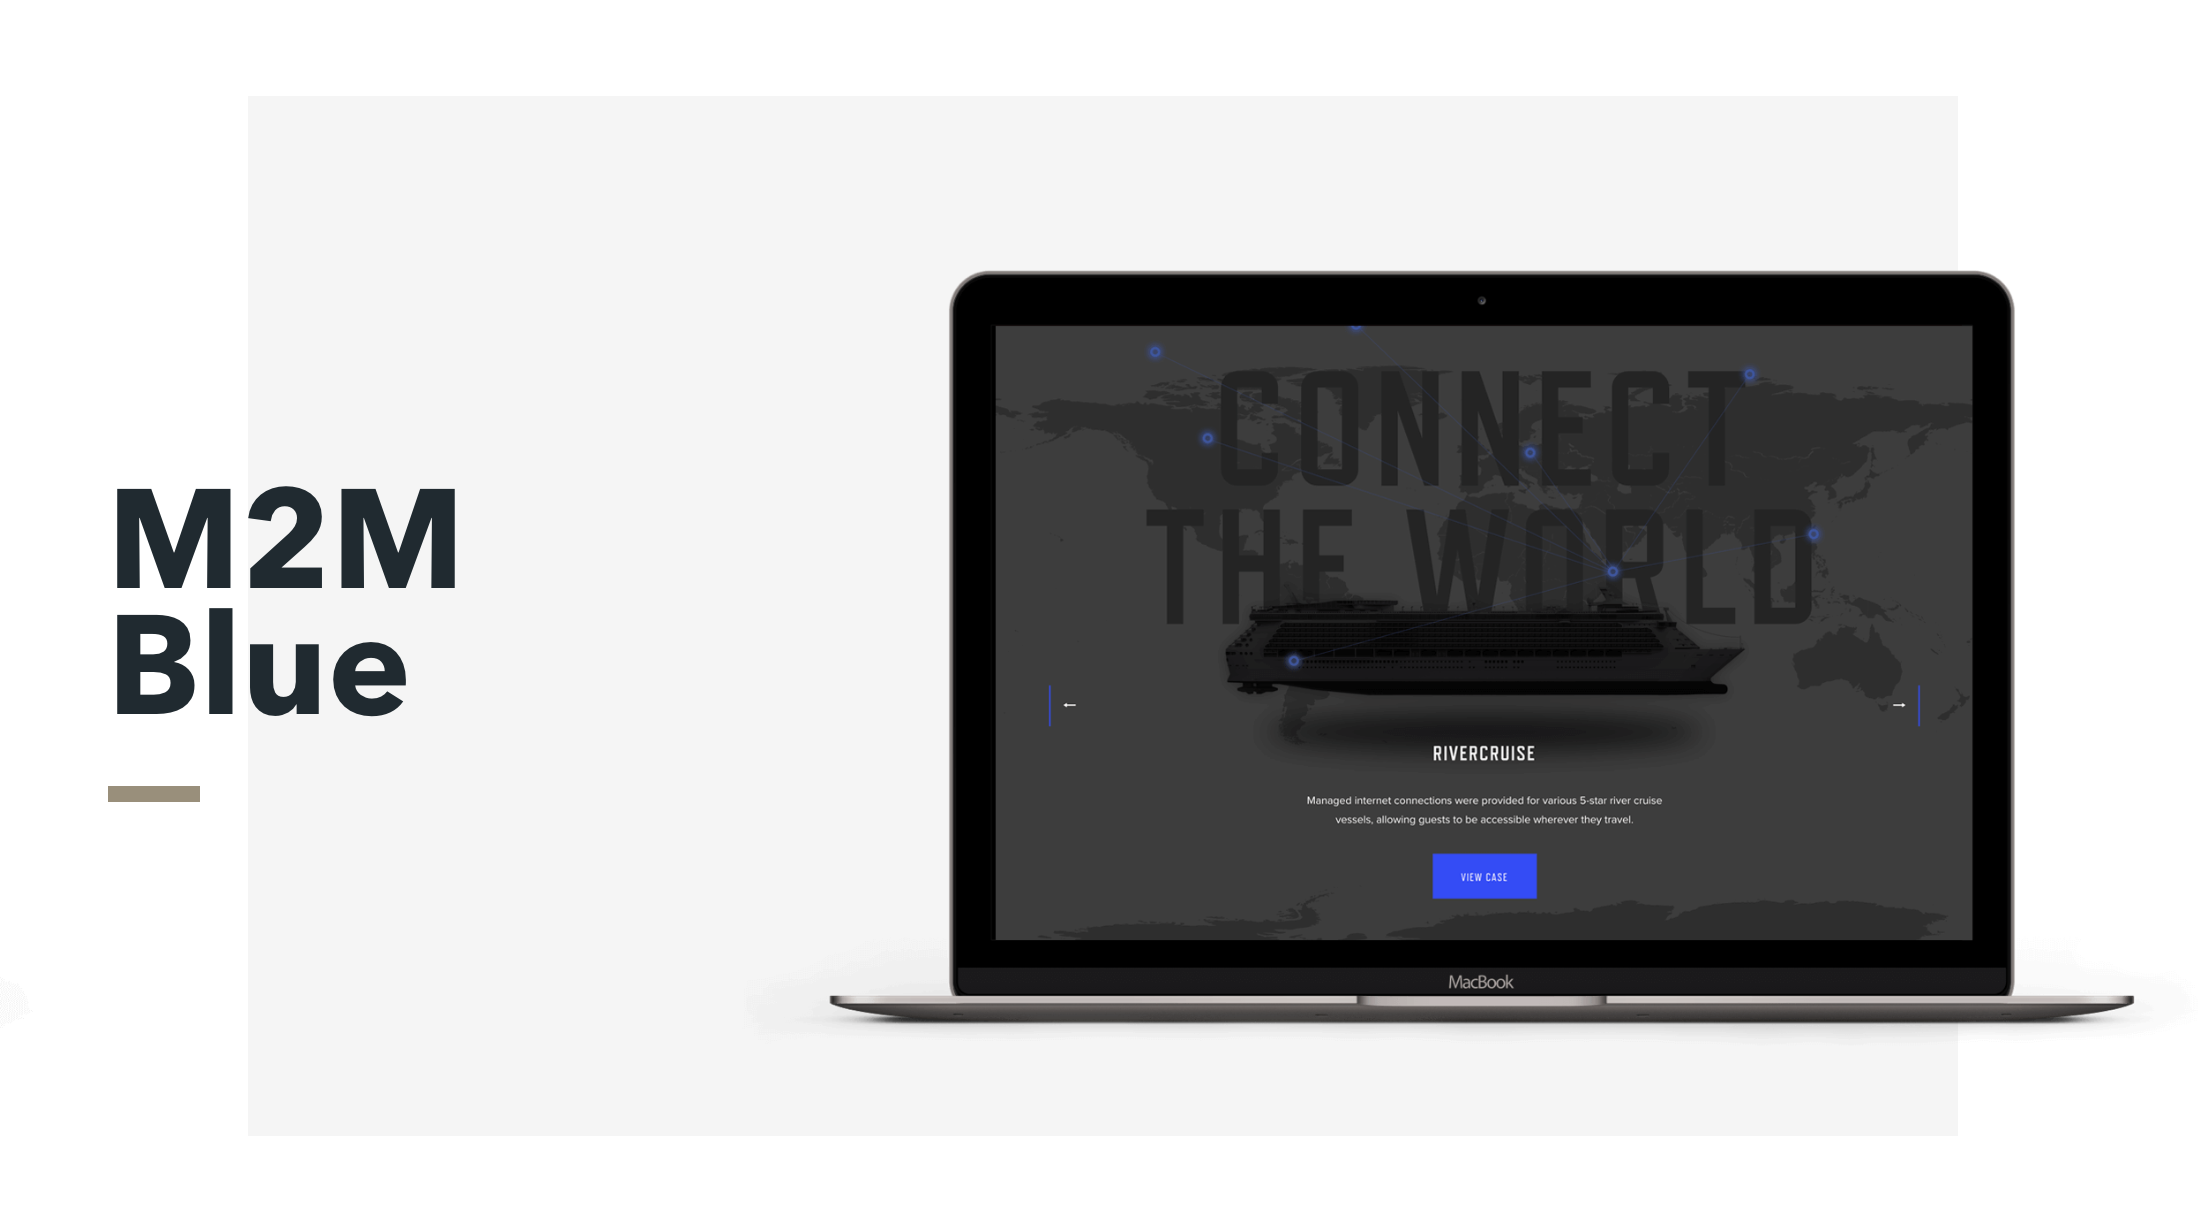 M2M
Blue
CONNECT
THE WORLD
←
→
RIVERCRUISE
Managed internet connections were provided for various 5-star river cruise
vessels, allowing guests to be accessible wherever they travel.
VIEW CASE
MacBook